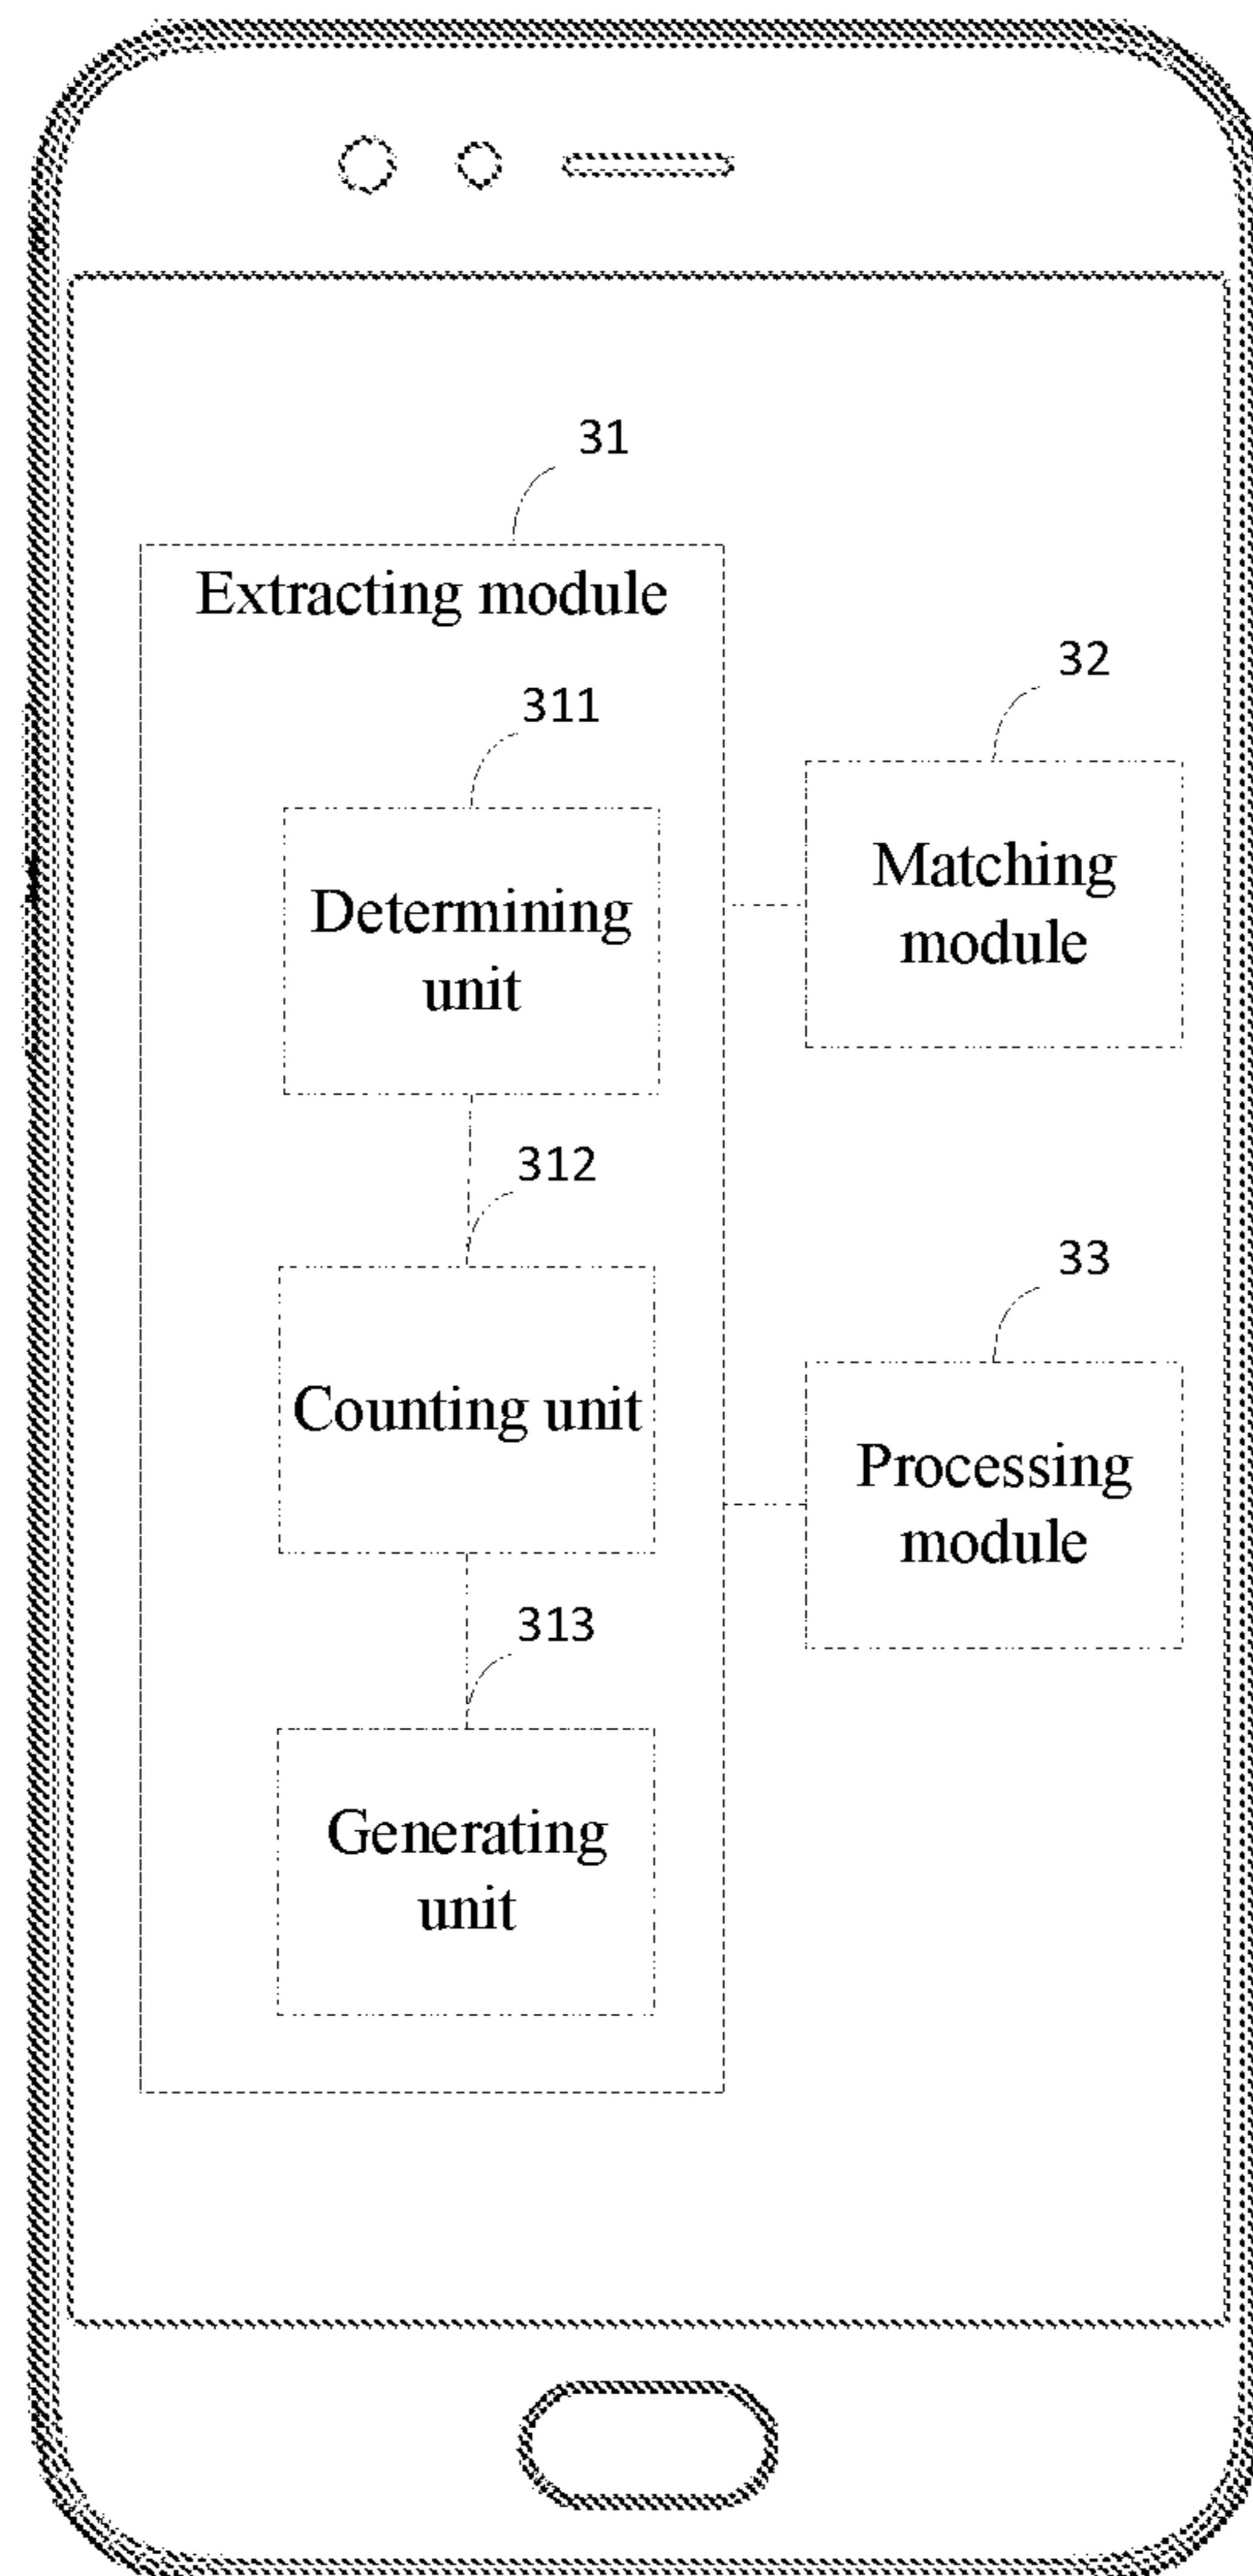 31
Extracting module
311
Determining
unit
312
Counting unit
313
Generating
unit
32
Matching
module
33
Processing
module